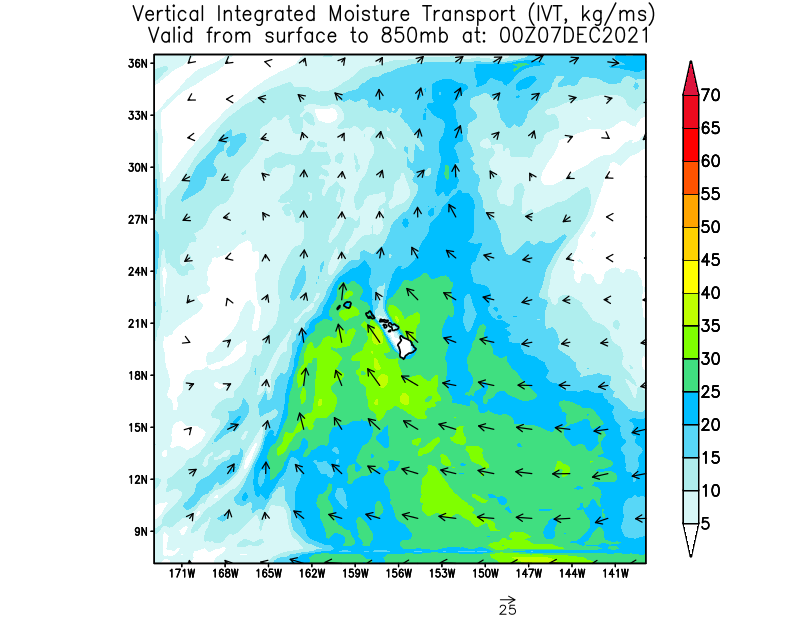 Vertical Integrated Moisture Transport (IVT, kg/ms)
Valid from surface to 850mb at: 00Z07DEC2021
36N
33N
30N
27N
24N
21N
18N
15N
12N
9N
171W 168W 165W 162W 159W 156W 153W 150W 147W 144W 141W
70
65
60
55
50
45
40
35
30
25
20
15
10
5
25